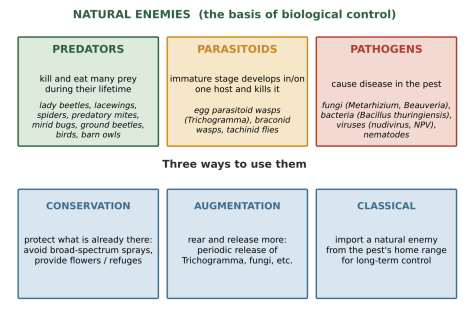 NATURAL ENEMIES (the basis of biological control)
PREDATORS
kill and eat many prey
during their lifetime
lady beetles, lacewings,
spiders, predatory mites,
mirid bugs, ground beetles,
birds, barn owls
PARASITOIDS
immature stage develops in/on
one host and kills it
egg parasitoid wasps
(Trichogramma), braconid
wasps, tachinid flies
PATHOGENS
cause disease in the pest
fungi (Metarhizium, Beauveria),
bacteria (Bacillus thuringiensis),
viruses (nudivirus, NPV),
nematodes
Three ways to use them
CONSERVATION
protect what is already there:
avoid broad-spectrum sprays,
provide flowers / refuges
AUGMENTATION
rear and release more:
periodic release of
Trichogramma, fungi, etc.
CLASSICAL
import a natural enemy
from the pest's home range
for long-term control